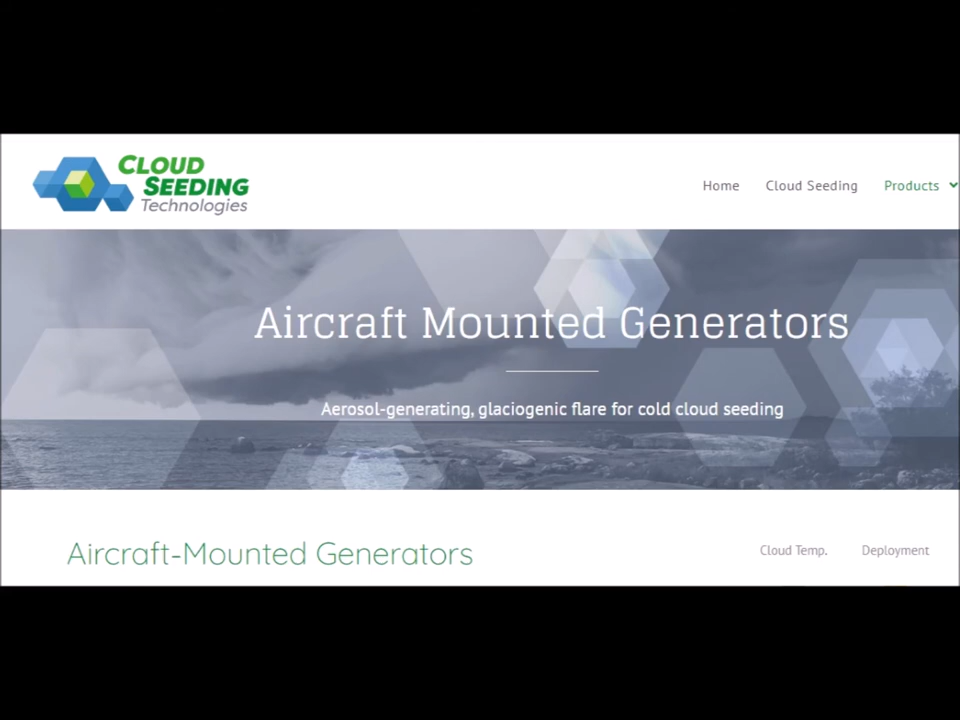 CLOUD
SEEDING
Technologies
Home Cloud Seeding Products
Aircraft Mounted Generators
Aerosol-generating, glaciogenic flare for cold cloud seeding
Aircraft-Mounted Generators
Cloud Temp. Deployment